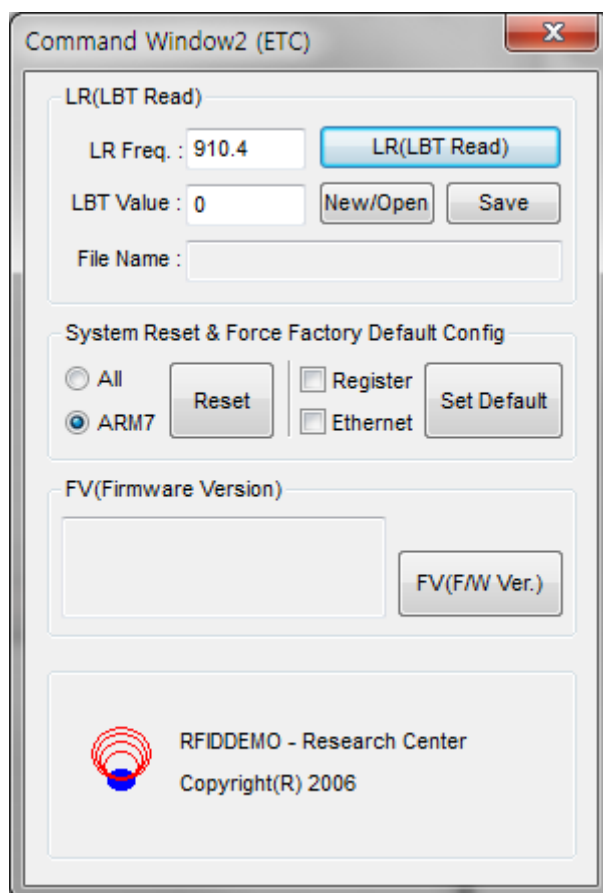 Command Window2 (ETC)
LR(LBT Read)
LR Freq. : 910.4 LR(LBT Read)
LBT Value : 0 New/Open Save
File Name :
System Reset & Force Factory Default Config
All
ARM7
Reset
Register
Ethernet
Set Default
FV(Firmware Version)
FV(F/W Ver.)
RFIDDEMO - Research Center
Copyright(R) 2006